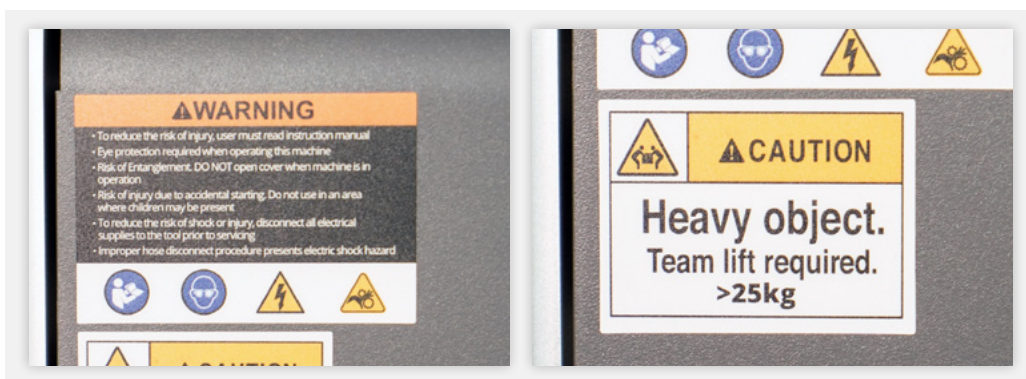 WARNING
• To reduce the risk of injury, user must read instruction manual
• Eye protection required when operating this machine
• Risk of Entanglement. DO NOT open cover when machine is in
operation
• Risk of injury due to accidental starting. Do not use in an area
where children may be present
• To reduce the risk of shock or injury, disconnect all electrical
supplies to the tool prior to servicing
• Improper hose disconnect procedure presents electric shock hazard
CAUTION
CAUTION
Heavy object.
Team lift required.
>25kg